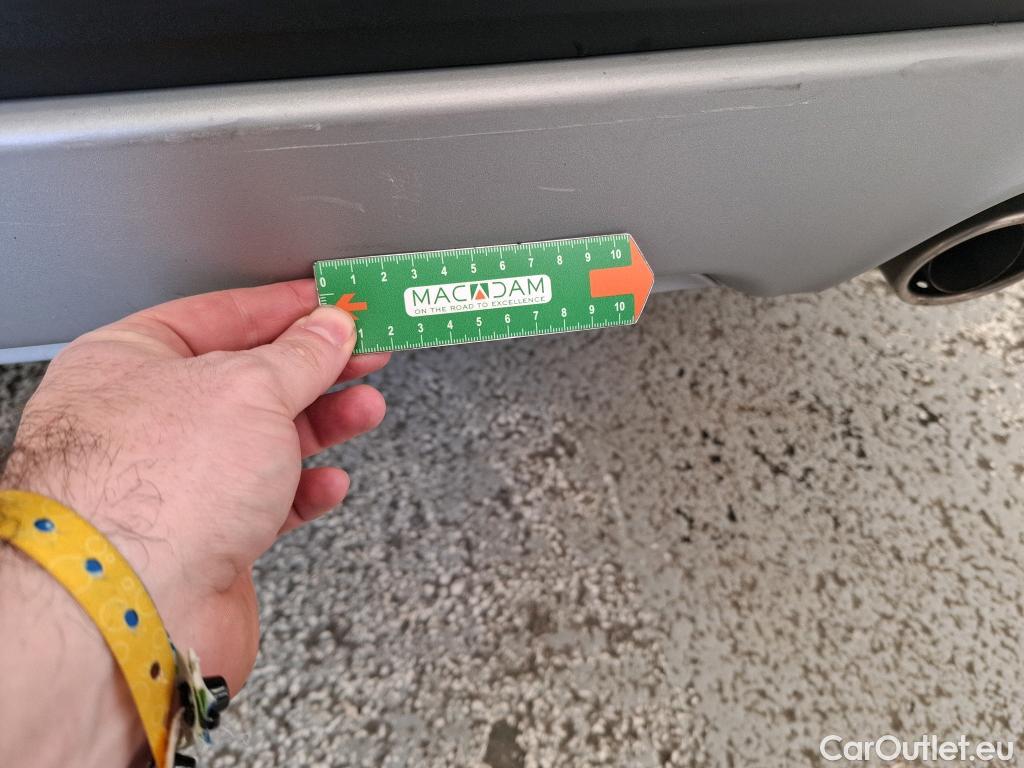 0 1 2 3 4 5 6 7 8 9 10
MACADAM
ON THE ROAD TO EXCELLENCE
1 2 3 4 5 6 7 8 9 10
CarOutlet.eu